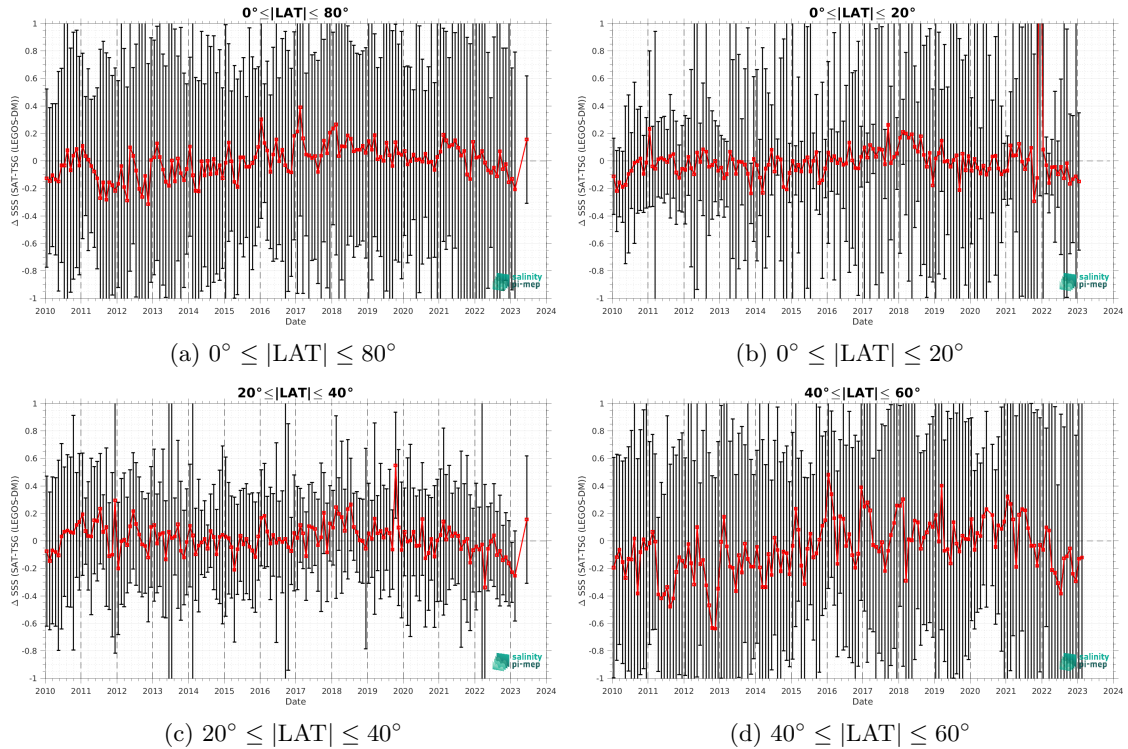 0°≤|LAT|≤ 80°
Δ SSS (SAT-TSG (LEGOS-DM))
1
0.8
0.6
0.4
0.2
0
-0.2
-0.4
-0.6
-0.8
-1
salinity
pi-mep
2010 2011 2012 2013 2014 2015 2016 2017 2018 2019 2020 2021 2022 2023 2024
Date
(a) 0° ≤ |LAT| ≤ 80°
0°≤|LAT|≤ 20°
Δ SSS (SAT-TSG (LEGOS-DM))
1
0.8
0.6
0.4
0.2
0
-0.2
-0.4
-0.6
-0.8
-1
salinity
pi-mep
2010 2011 2012 2013 2014 2015 2016 2017 2018 2019 2020 2021 2022 2023 2024
Date
(b) 0° ≤ |LAT| ≤ 20°
20°≤|LAT|≤ 40°
Δ SSS (SAT-TSG (LEGOS-DM))
1
0.8
0.6
0.4
0.2
0
-0.2
-0.4
-0.6
-0.8
-1
salinity
pi-mep
2010 2011 2012 2013 2014 2015 2016 2017 2018 2019 2020 2021 2022 2023 2024
Date
(c) 20° ≤ |LAT| ≤ 40°
40°≤|LAT|≤ 60°
Δ SSS (SAT-TSG (LEGOS-DM))
1
0.8
0.6
0.4
0.2
0
-0.2
-0.4
-0.6
-0.8
-1
salinity
pi-mep
2010 2011 2012 2013 2014 2015 2016 2017 2018 2019 2020 2021 2022 2023 2024
Date
(d) 40° ≤ |LAT| ≤ 60°